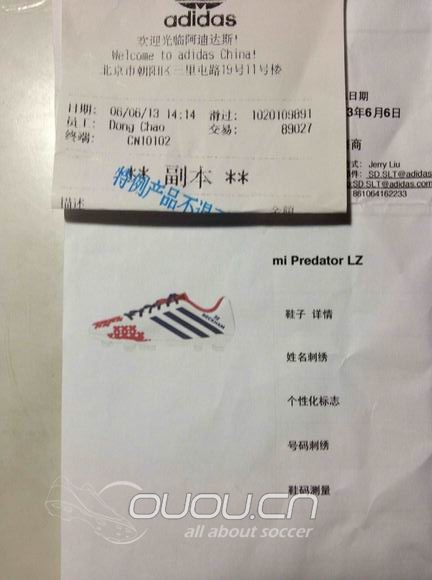 adidas
欢迎光临阿迪达斯!
Welcome to adidas China!
北京市朝阳区三里屯路19号11号楼
日期: 06/06/13 14:14 滑过: 1020109891
员工: Dong Chao 交易: 89027
终端: CN10102
** 副本 **
特例产品不退
描述 金额
日期
3年6月6日
商
式: Jerry Liu
件: SD.SLT@adidas.com
SD.SLT@adidas
861064162233
mi Predator LZ
BECKHAM
鞋子 详情
姓名刺绣
个性化标志
号码刺绣
鞋码测量
ouou.cn
all about soccer